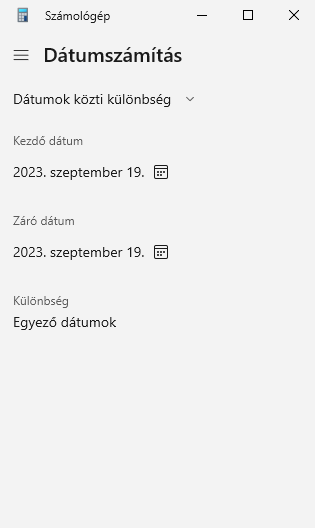 Számológép
Dátumszámítás
Dátumok közti különbség
Kezdő dátum
2023. szeptember 19.
Záró dátum
2023. szeptember 19.
Különbség
Egyező dátumok